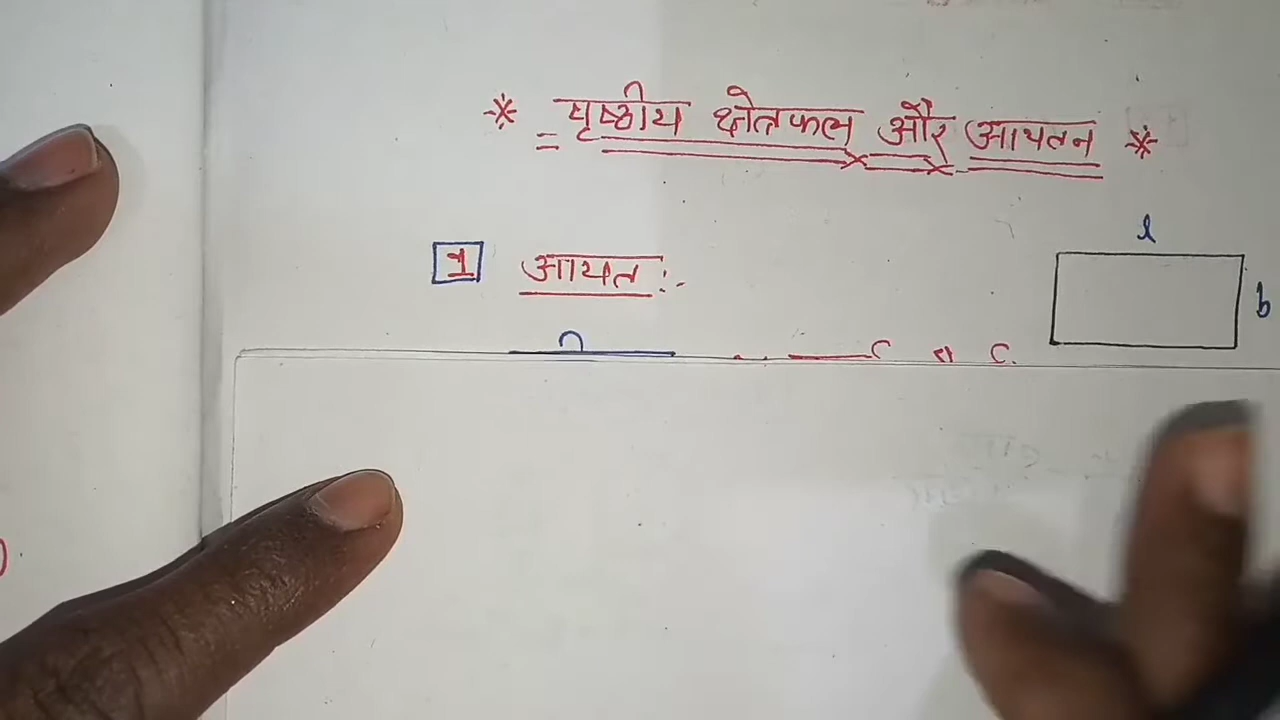 * = पृष्ठीय क्षेत्रफल और आयतन *
1 आयत :-
l
b